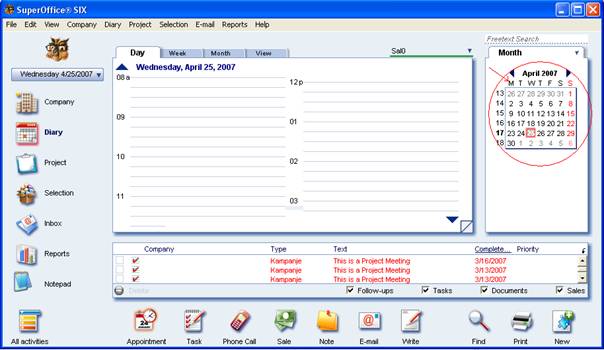 SuperOffice® SIX
File Edit View Company Diary Project Selection E-mail Reports Help
Wednesday 4/25/2007
Company
Diary
Project
Selection
Inbox
Reports
Notepad
Day Week Month View
Sal0
Wednesday, April 25, 2007
08 a
09
10
11
12 p
01
02
03
Freetext Search
Month
April 2007
M T W T F S S
13 26 27 28 29 30 31 1
14 2 3 4 5 6 7 8
15 9 10 11 12 13 14 15
16 16 17 18 19 20 21 22
17 23 24 25 26 27 28 29
18 30 1 2 3 4 5 6
Company Type Text Complete... Priority
Kampanje This is a Project Meeting 3/16/2007
Kampanje This is a Project Meeting 3/13/2007
Kampanje This is a Project Meeting 3/13/2007
Delete Follow-ups Tasks Documents Sales
All activities Appointment Task Phone Call Sale Note E-mail Write Find Print New